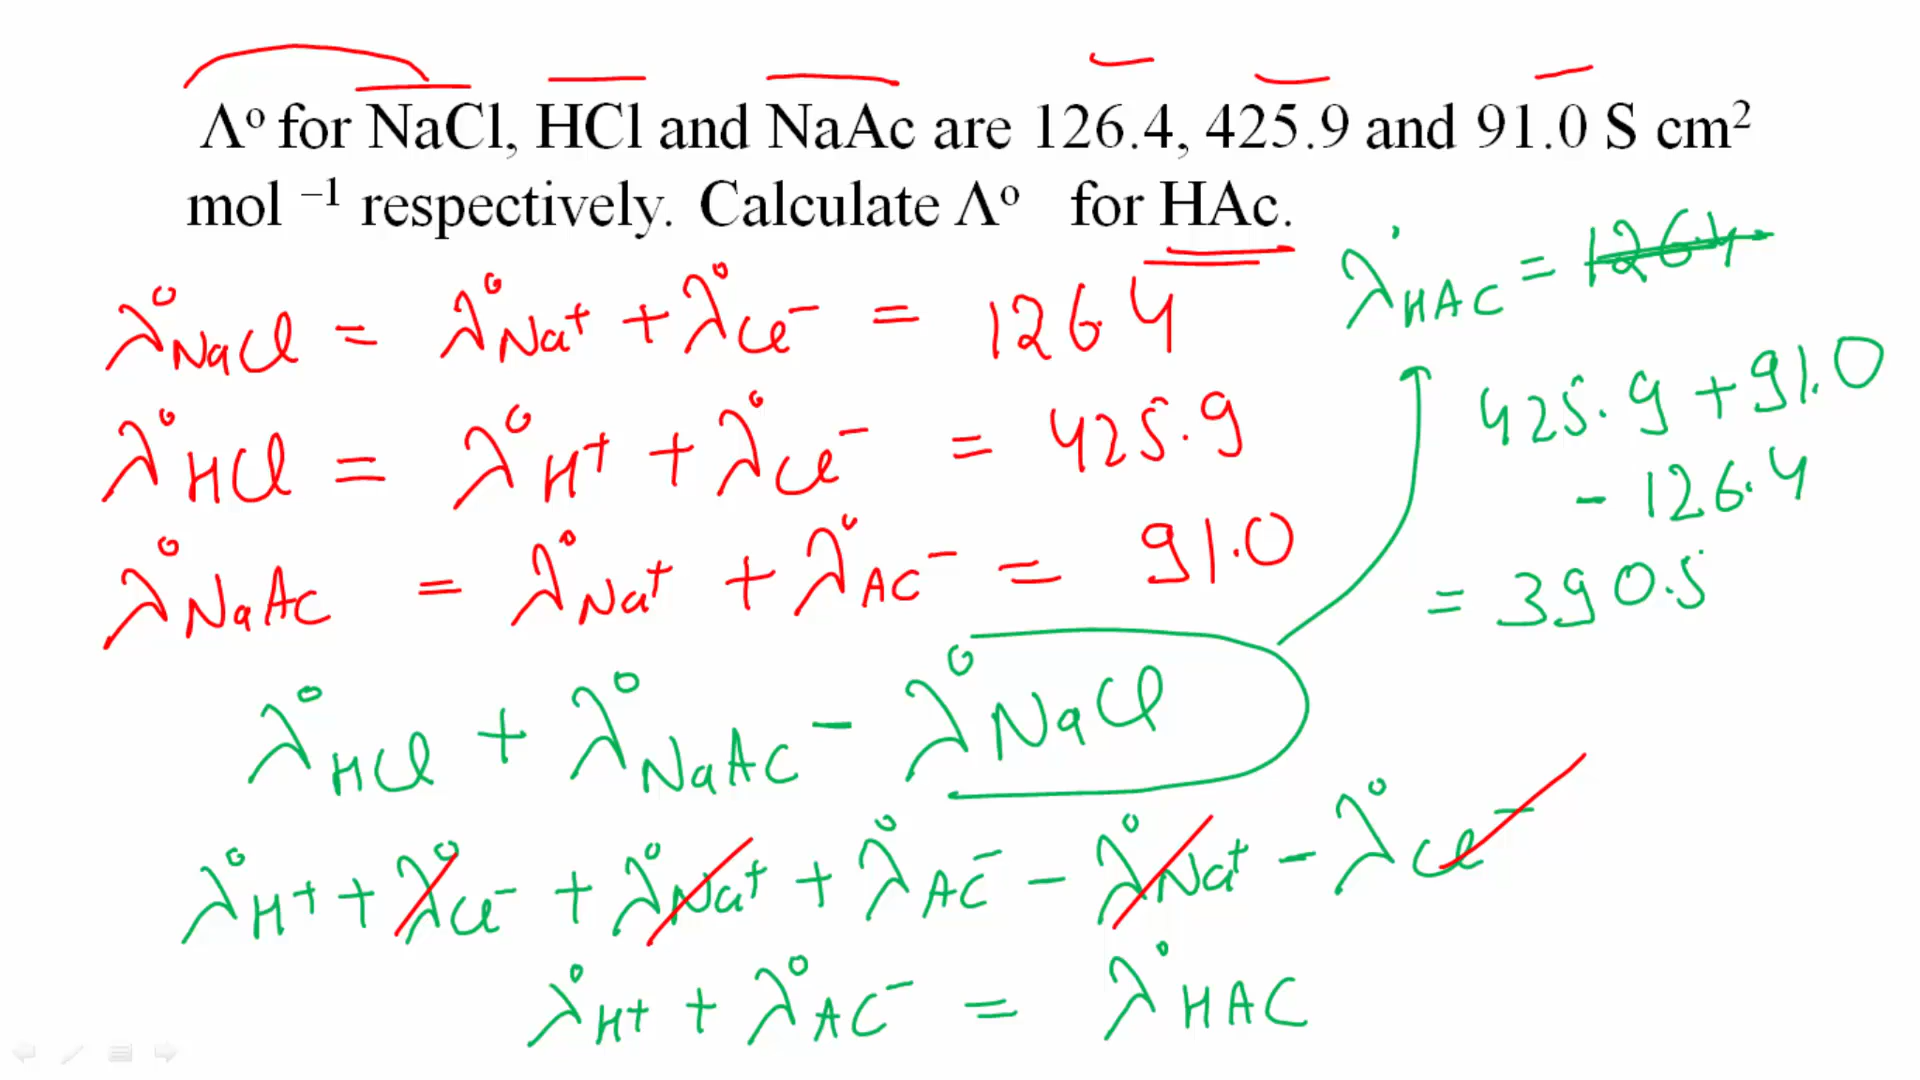 Λ° for NaCl, HCl and NaAc are 126.4, 425.9 and 91.0 S cm²
mol ⁻¹ respectively. Calculate Λ° for HAc.
λ°NaCl = λ°Na⁺ + λ°Cl⁻ = 126.4
λ°HCl = λ°H⁺ + λ°Cl⁻ = 425.9
λ°NaAc = λ°Na⁺ + λ°AC⁻ = 91.0
λ°HCl + λ°NaAC - λ°NaCl
λ°H⁺ + λ°Cl⁻ + λ°Na⁺ + λ°AC⁻ - λ°Na⁺ - λ°Cl⁻
λ°H⁺ + λ°AC⁻ = λ°HAC
λ°HAC = 126.4
425.9 + 91.0
- 126.4
= 390.5